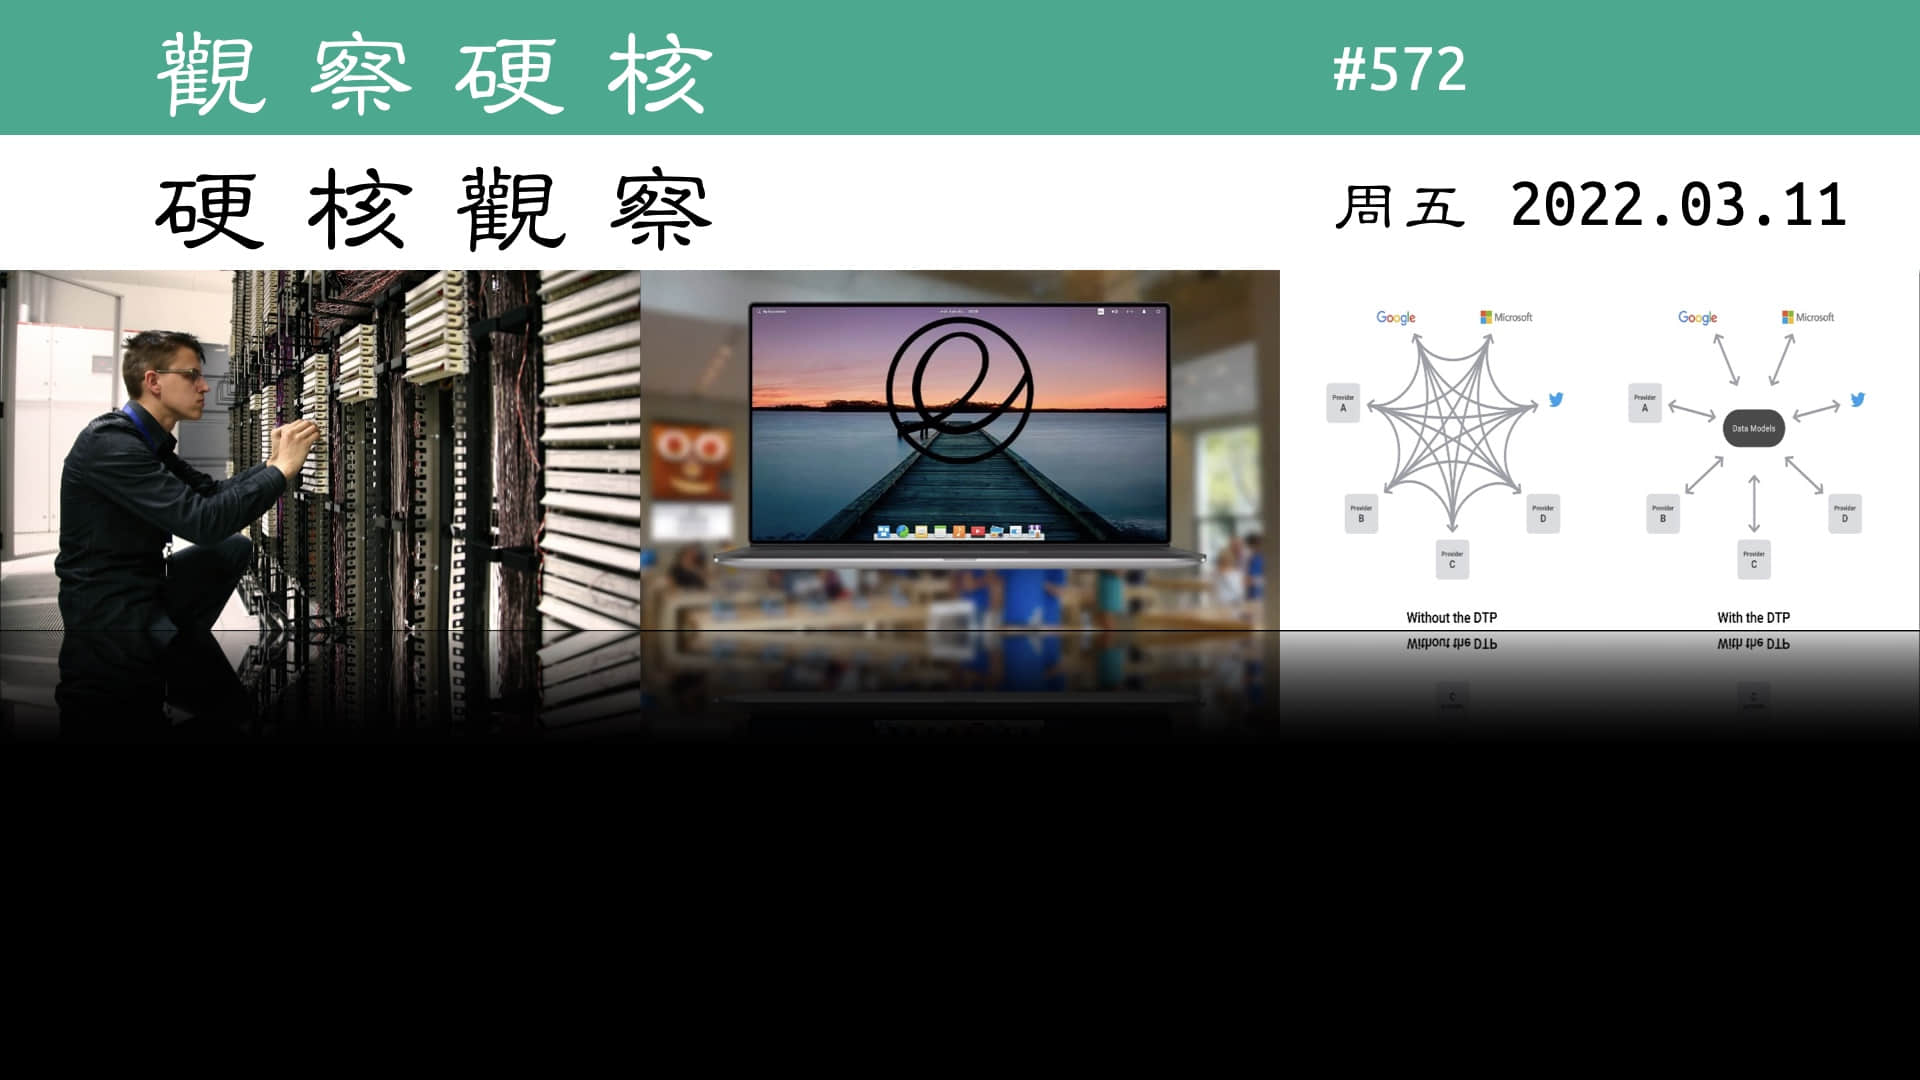 觀察硬核
#572
硬核觀察
周五 2022.03.11
Google
Microsoft
Provider A
Provider B
Provider C
Provider D
Without the DTP
Google
Microsoft
Provider A
Data Models
Provider B
Provider C
Provider D
With the DTP